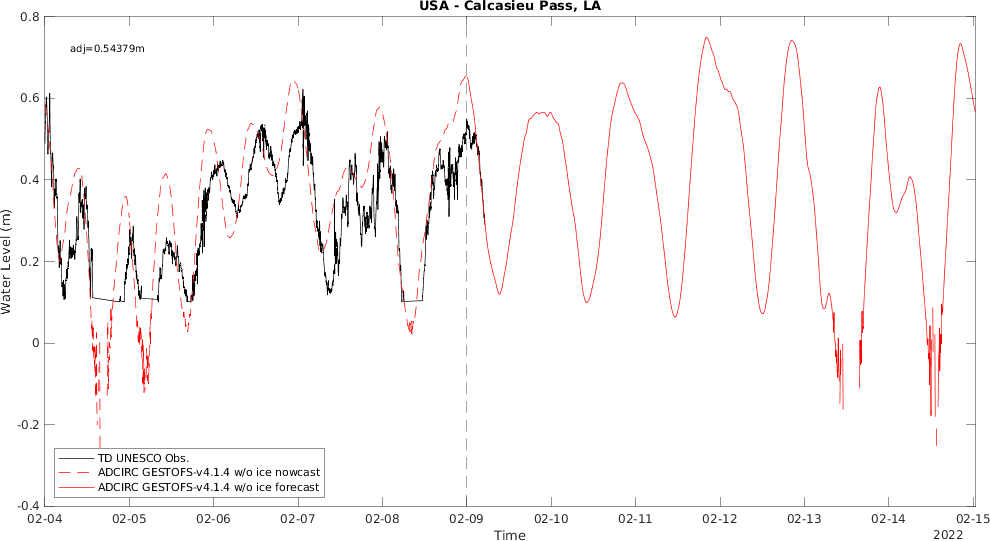 USA - Calcasieu Pass, LA
adj=0.54379m
Water Level (m)
0.8
0.6
0.4
0.2
0
-0.2
-0.4
TD UNESCO Obs.
ADCIRC GESTOFS-v4.1.4 w/o ice nowcast
ADCIRC GESTOFS-v4.1.4 w/o ice forecast
02-04 02-05 02-06 02-07 02-08 02-09 02-10 02-11 02-12 02-13 02-14 02-15
Time
2022